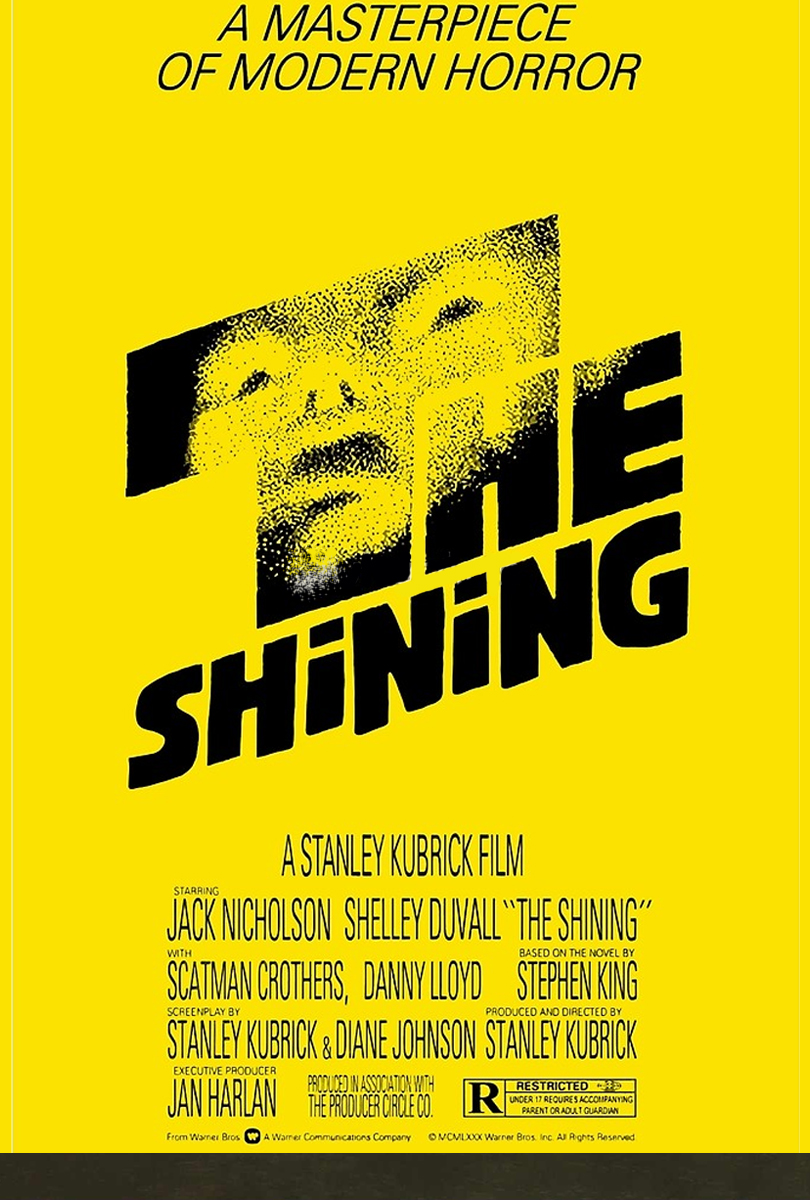 A MASTERPIECE
OF MODERN HORROR
THE
SHiNiNG
A STANLEY KUBRICK FILM
STARRING
JACK NICHOLSON SHELLEY DUVALL "THE SHINING"
WITH BASED ON THE NOVEL BY
SCATMAN CROTHERS, DANNY LLOYD STEPHEN KING
SCREENPLAY BY PRODUCED AND DIRECTED BY
STANLEY KUBRICK & DIANE JOHNSON STANLEY KUBRICK
EXECUTIVE PRODUCER
JAN HARLAN
PRODUCED IN ASSOCIATION WITH
THE PRODUCER CIRCLE CO.
R RESTRICTED
UNDER 17 REQUIRES ACCOMPANYING
PARENT OR ADULT GUARDIAN
From Warner Bros. A Warner Communications Company © MCMLXXX Warner Bros. Inc. All Rights Reserved.